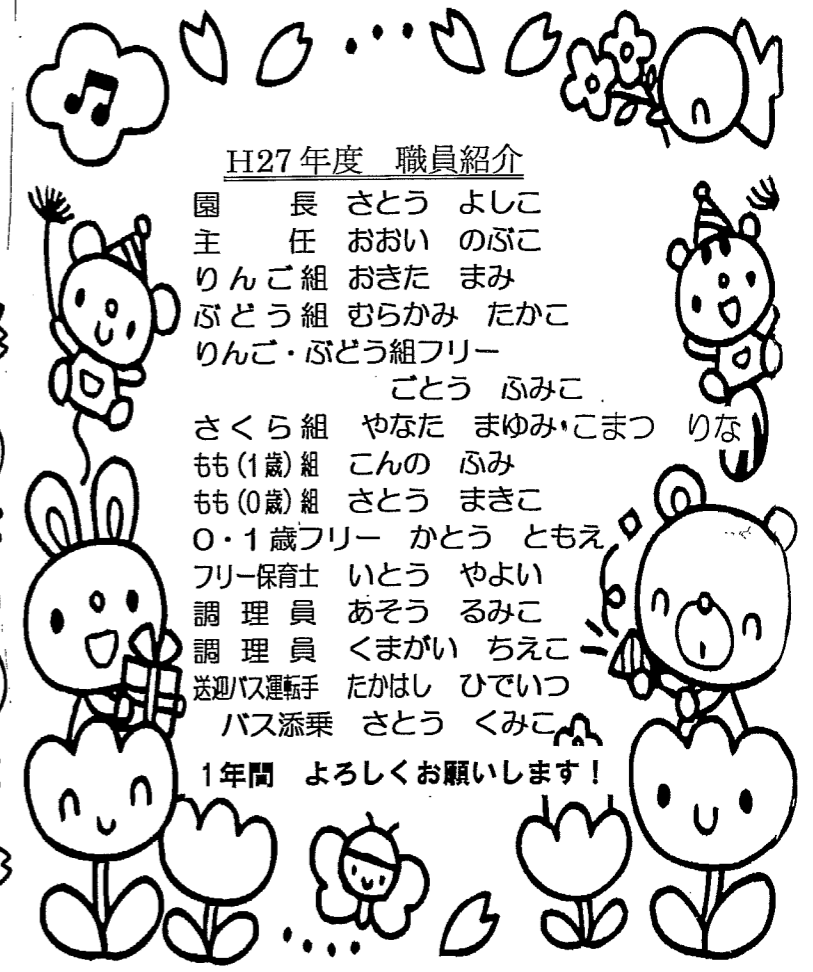 H27年度　職員紹介
園　　長　さとう　よしこ
主　　任　おおい　のぶこ
りんご組　おきた　まみ
ぶどう組　むらかみ　たかこ
りんご・ぶどう組フリー
ごとう　ふみこ
さくら組　やなた　まゆみ・こまつ　りな
もも(1歳)組　こんの　ふみ
もも(0歳)組　さとう　まきこ
0・1歳フリー　かとう　ともえ
フリー保育士　いとう　やよい
調理員　あそう　るみこ
調理員　くまがい　ちえこ
送迎バス運転手　たかはし　ひでいつ
バス添乗　さとう　くみこ
1年間　よろしくお願いします！